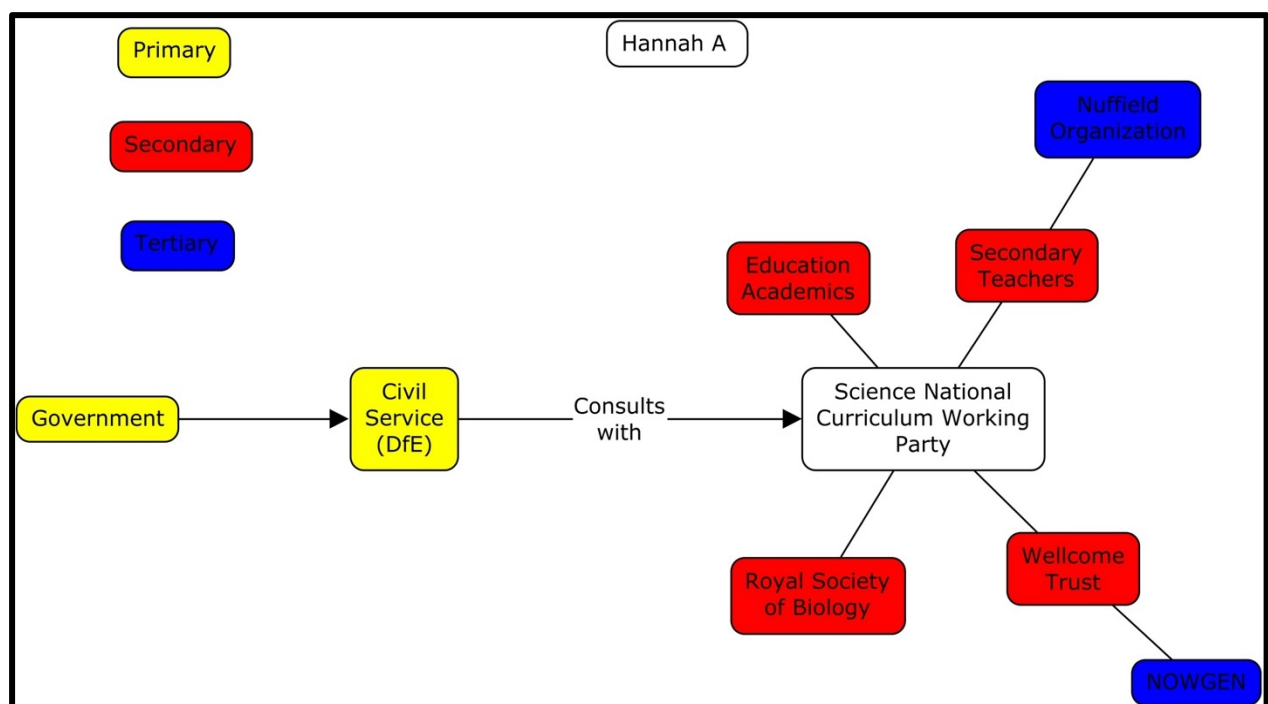 Primary
Hannah A
Secondary
Tertiary
Nuffield
Organization
Education
Academics
Secondary
Teachers
Government
Civil
Service
(DfE)
Consults
with
Science National
Curriculum Working
Party
Royal Society
of Biology
Wellcome
Trust
NOWGEN